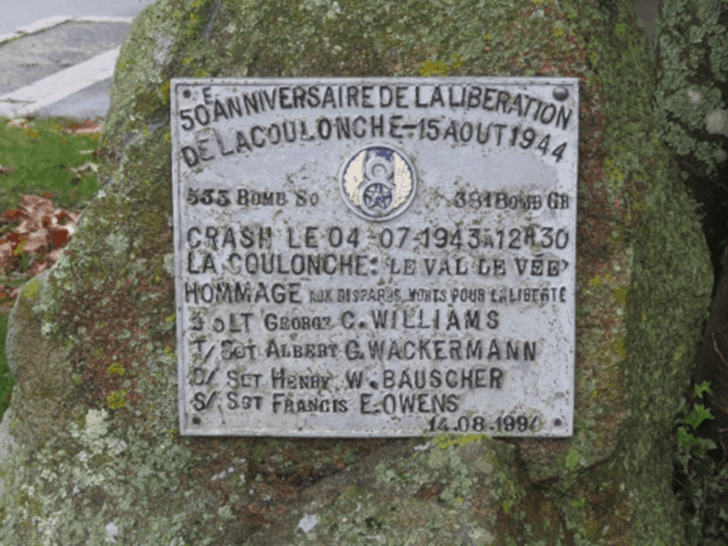 50E ANNIVERSAIRE DE LA LIBERATION
DE LA COULONCHE-15 AOUT 1944
8
533 BOMB SQ 381 BOMB GR
CRASH LE 04-07-1943 A 12H30
LA COULONCHE: LE VAL DE VÉE
HOMMAGE AUX DISPARUS MORTS POUR LA LIBERTE
LT GEORGE C. WILLIAMS
T/SGT ALBERT G. WACKERMANN
S/SGT HENRY W. BAUSCHER
S/SGT FRANCIS E. OWENS
14.08.1994